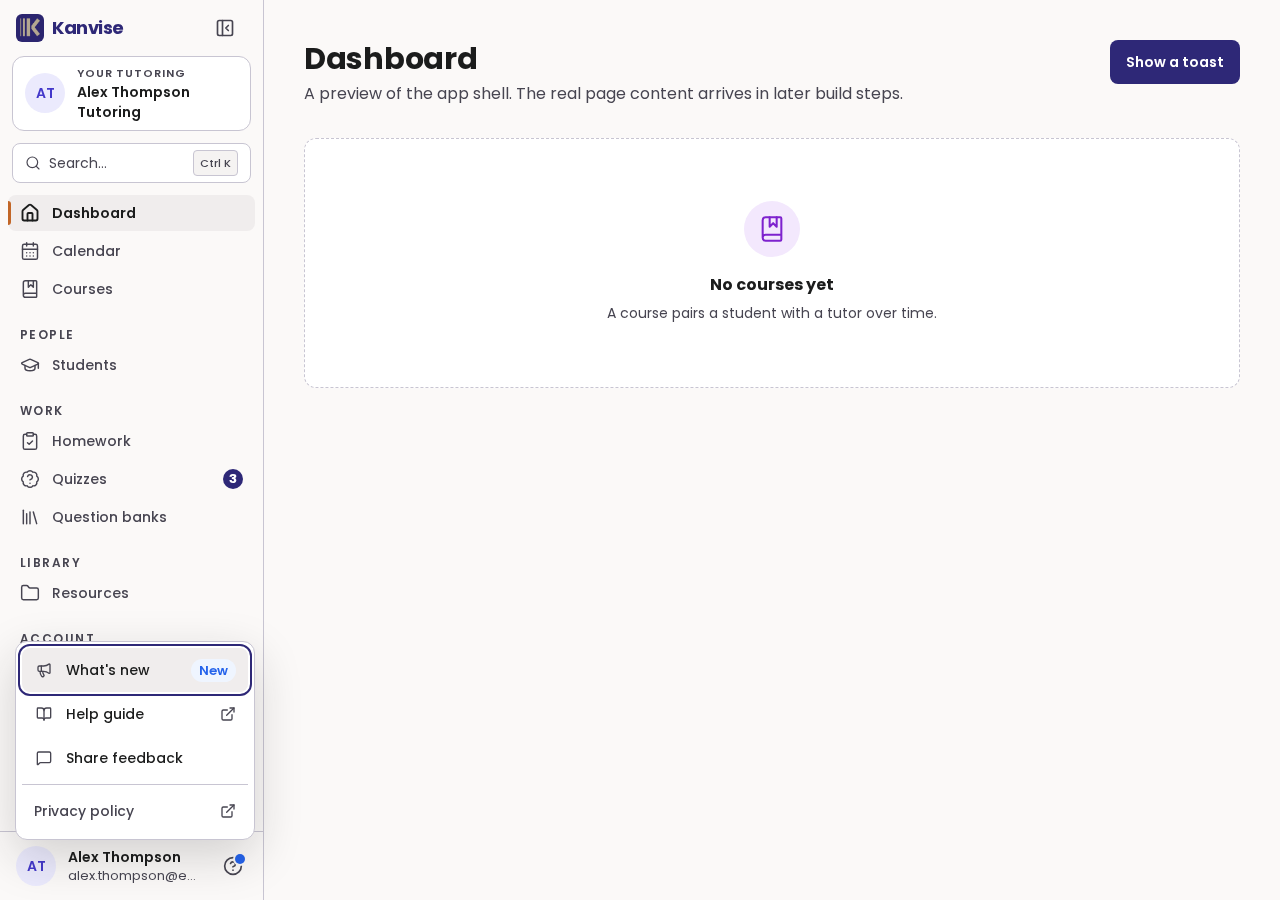 Kanvise
AT
YOUR TUTORING
Alex Thompson
Tutoring
Search...
Ctrl K
Dashboard
Calendar
Courses
PEOPLE
Students
WORK
Homework
Quizzes
3
Question banks
LIBRARY
Resources
ACCOUNT
What's new
New
Help guide
Share feedback
Privacy policy
AT
Alex Thompson
alex.thompson@e...
Dashboard
A preview of the app shell. The real page content arrives in later build steps.
Show a toast
No courses yet
A course pairs a student with a tutor over time.